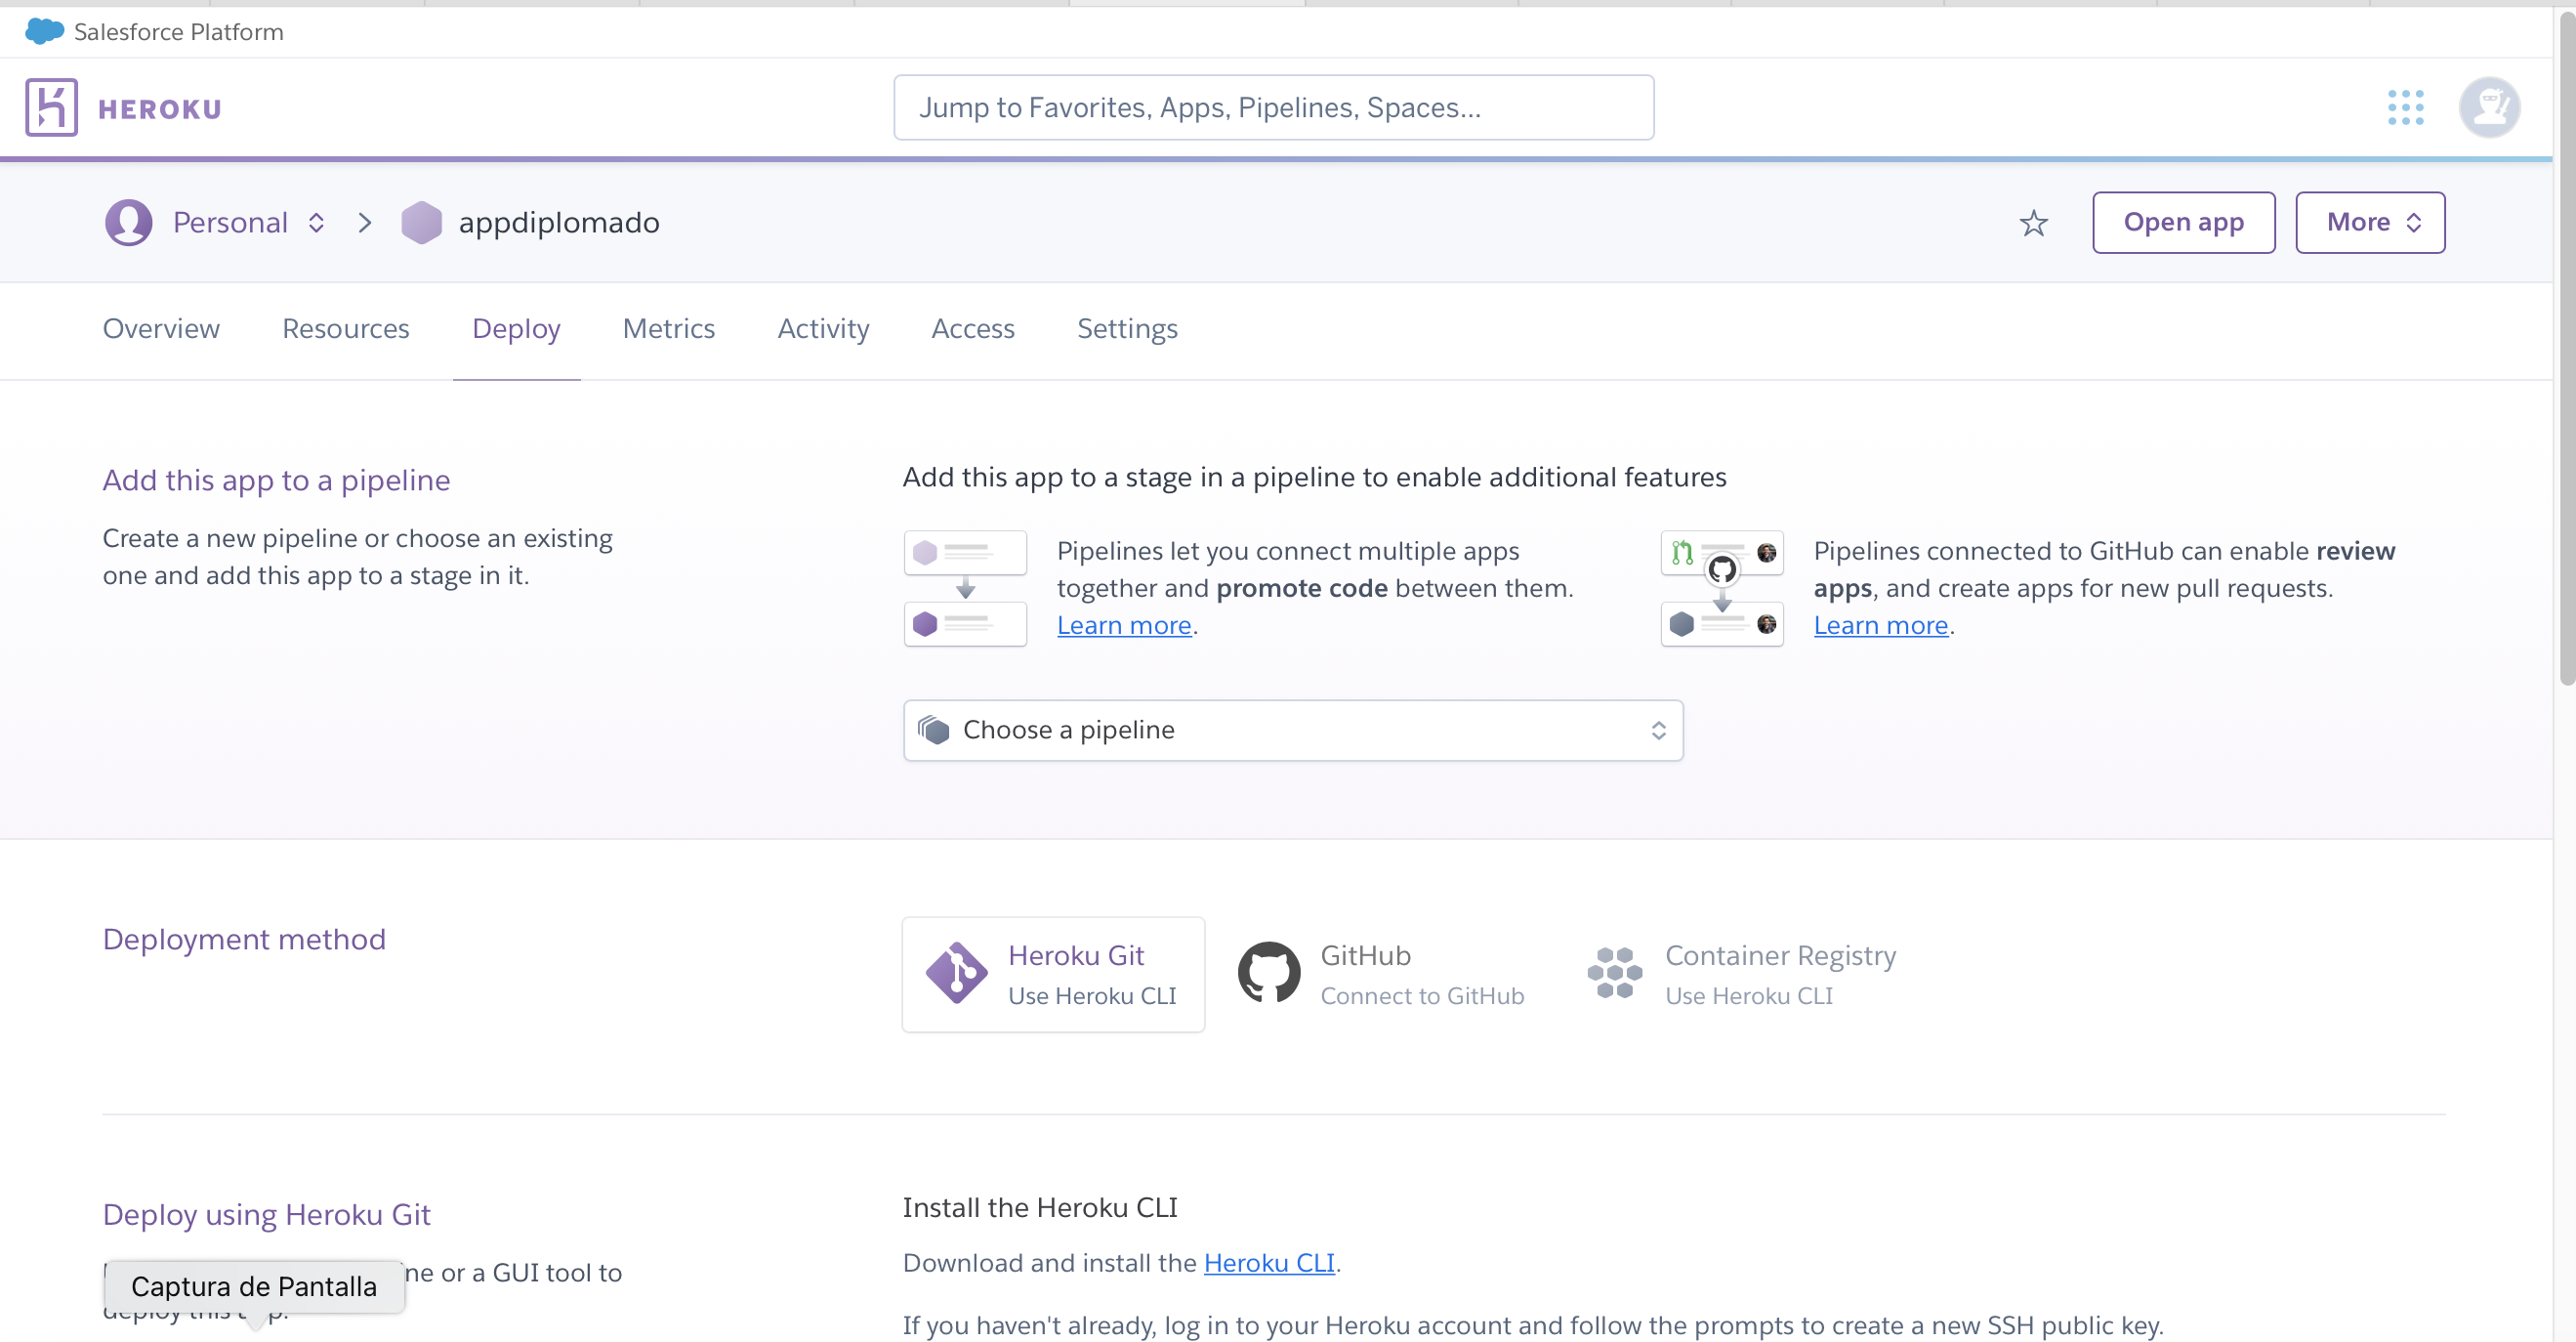 Salesforce Platform
HEROKU
Jump to Favorites, Apps, Pipelines, Spaces...
Personal
appdiplomado
Open app
More
Overview
Resources
Deploy
Metrics
Activity
Access
Settings
Add this app to a pipeline
Create a new pipeline or choose an existing
one and add this app to a stage in it.
Add this app to a stage in a pipeline to enable additional features
Pipelines let you connect multiple apps
together and promote code between them.
Learn more.
Pipelines connected to GitHub can enable review
apps, and create apps for new pull requests.
Learn more.
Choose a pipeline
Deployment method
Heroku Git
Use Heroku CLI
GitHub
Connect to GitHub
Container Registry
Use Heroku CLI
Deploy using Heroku Git
or a GUI tool to
deploy this app.
Captura de Pantalla
Install the Heroku CLI
Download and install the Heroku CLI.
If you haven't already, log in to your Heroku account and follow the prompts to create a new SSH public key.